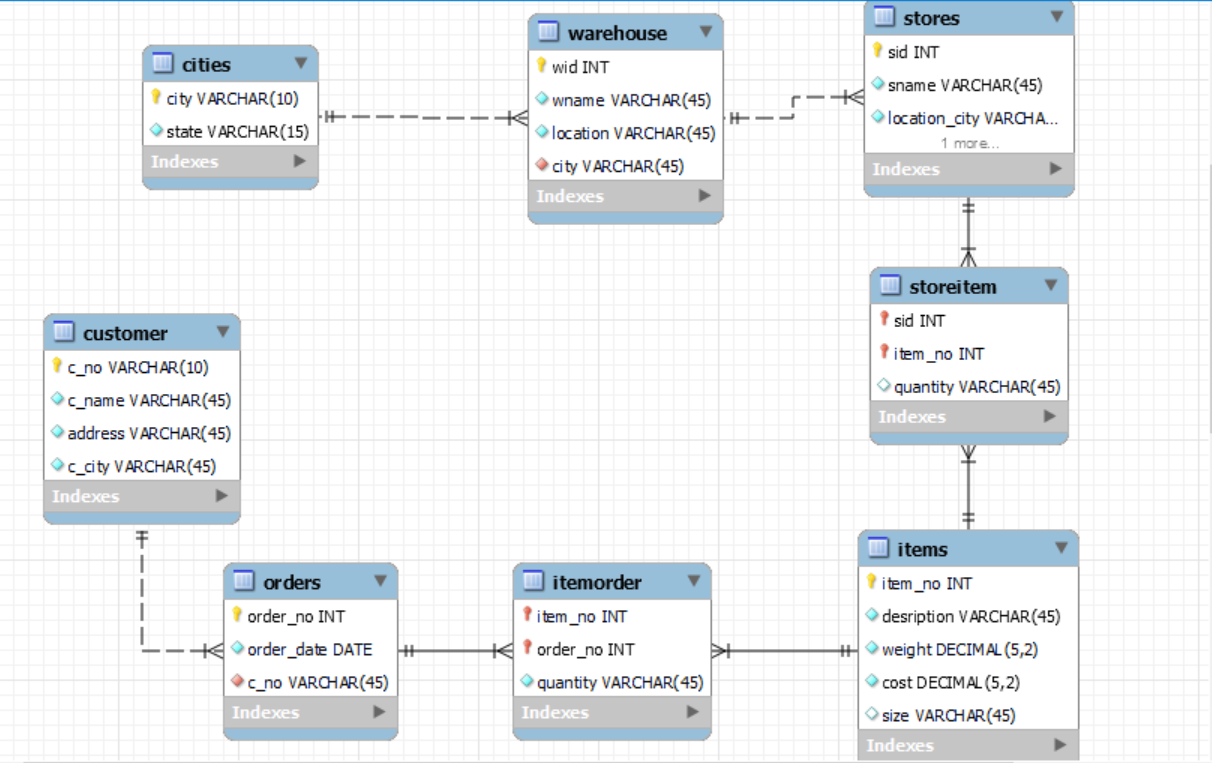 cities
city VARCHAR(10)
state VARCHAR(15)
Indexes
warehouse
wid INT
wname VARCHAR(45)
location VARCHAR(45)
city VARCHAR(45)
Indexes
stores
sid INT
sname VARCHAR(45)
location_city VARCHA...
1 more...
Indexes
storeitem
sid INT
item_no INT
quantity VARCHAR(45)
Indexes
customer
c_no VARCHAR(10)
c_name VARCHAR(45)
address VARCHAR(45)
c_city VARCHAR(45)
Indexes
orders
order_no INT
order_date DATE
c_no VARCHAR(45)
Indexes
itemorder
item_no INT
order_no INT
quantity VARCHAR(45)
Indexes
items
item_no INT
desription VARCHAR(45)
weight DECIMAL(5,2)
cost DECIMAL(5,2)
size VARCHAR(45)
Indexes